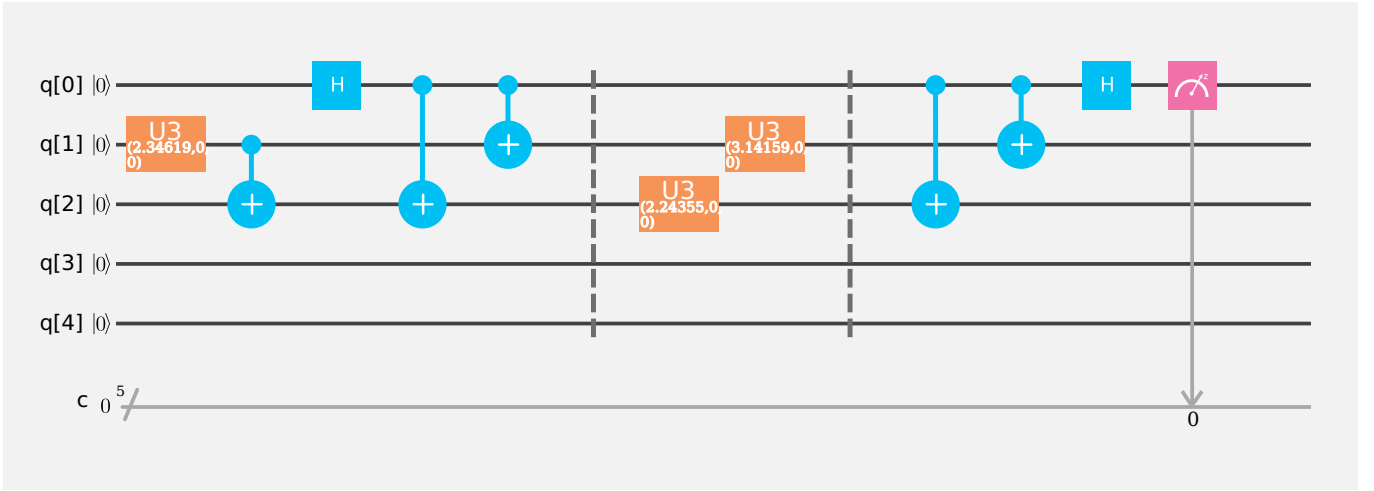 q[0] |0⟩ H H z
q[1] |0⟩ U3 (2.34619,0, 0) U3 (3.14159,0, 0)
q[2] |0⟩ U3 (2.24355,0, 0)
q[3] |0⟩
q[4] |0⟩
c 0 5
0